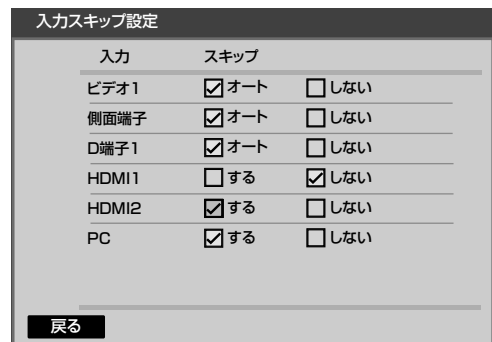 入力スキップ設定
入力 スキップ
ビデオ1 オート しない
側面端子 オート しない
D端子1 オート しない
HDMI1 する しない
HDMI2 する しない
PC する しない
戻る